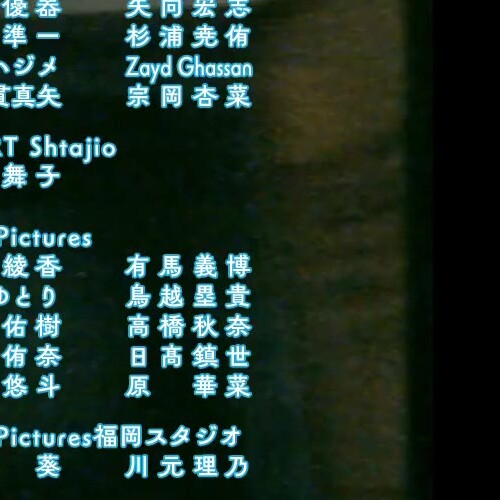 優器 矢向宏志
準一 杉浦尭侑
ハジメ Zayd Ghassan
貫真矢 宗岡杏菜
RT Shtajio
舞子
Pictures
綾香 有馬義博
ゆとり 鳥越塁貴
佑樹 高橋秋奈
侑奈 日髙鎮世
悠斗 原 華菜
Pictures福岡スタジオ
葵 川元理乃